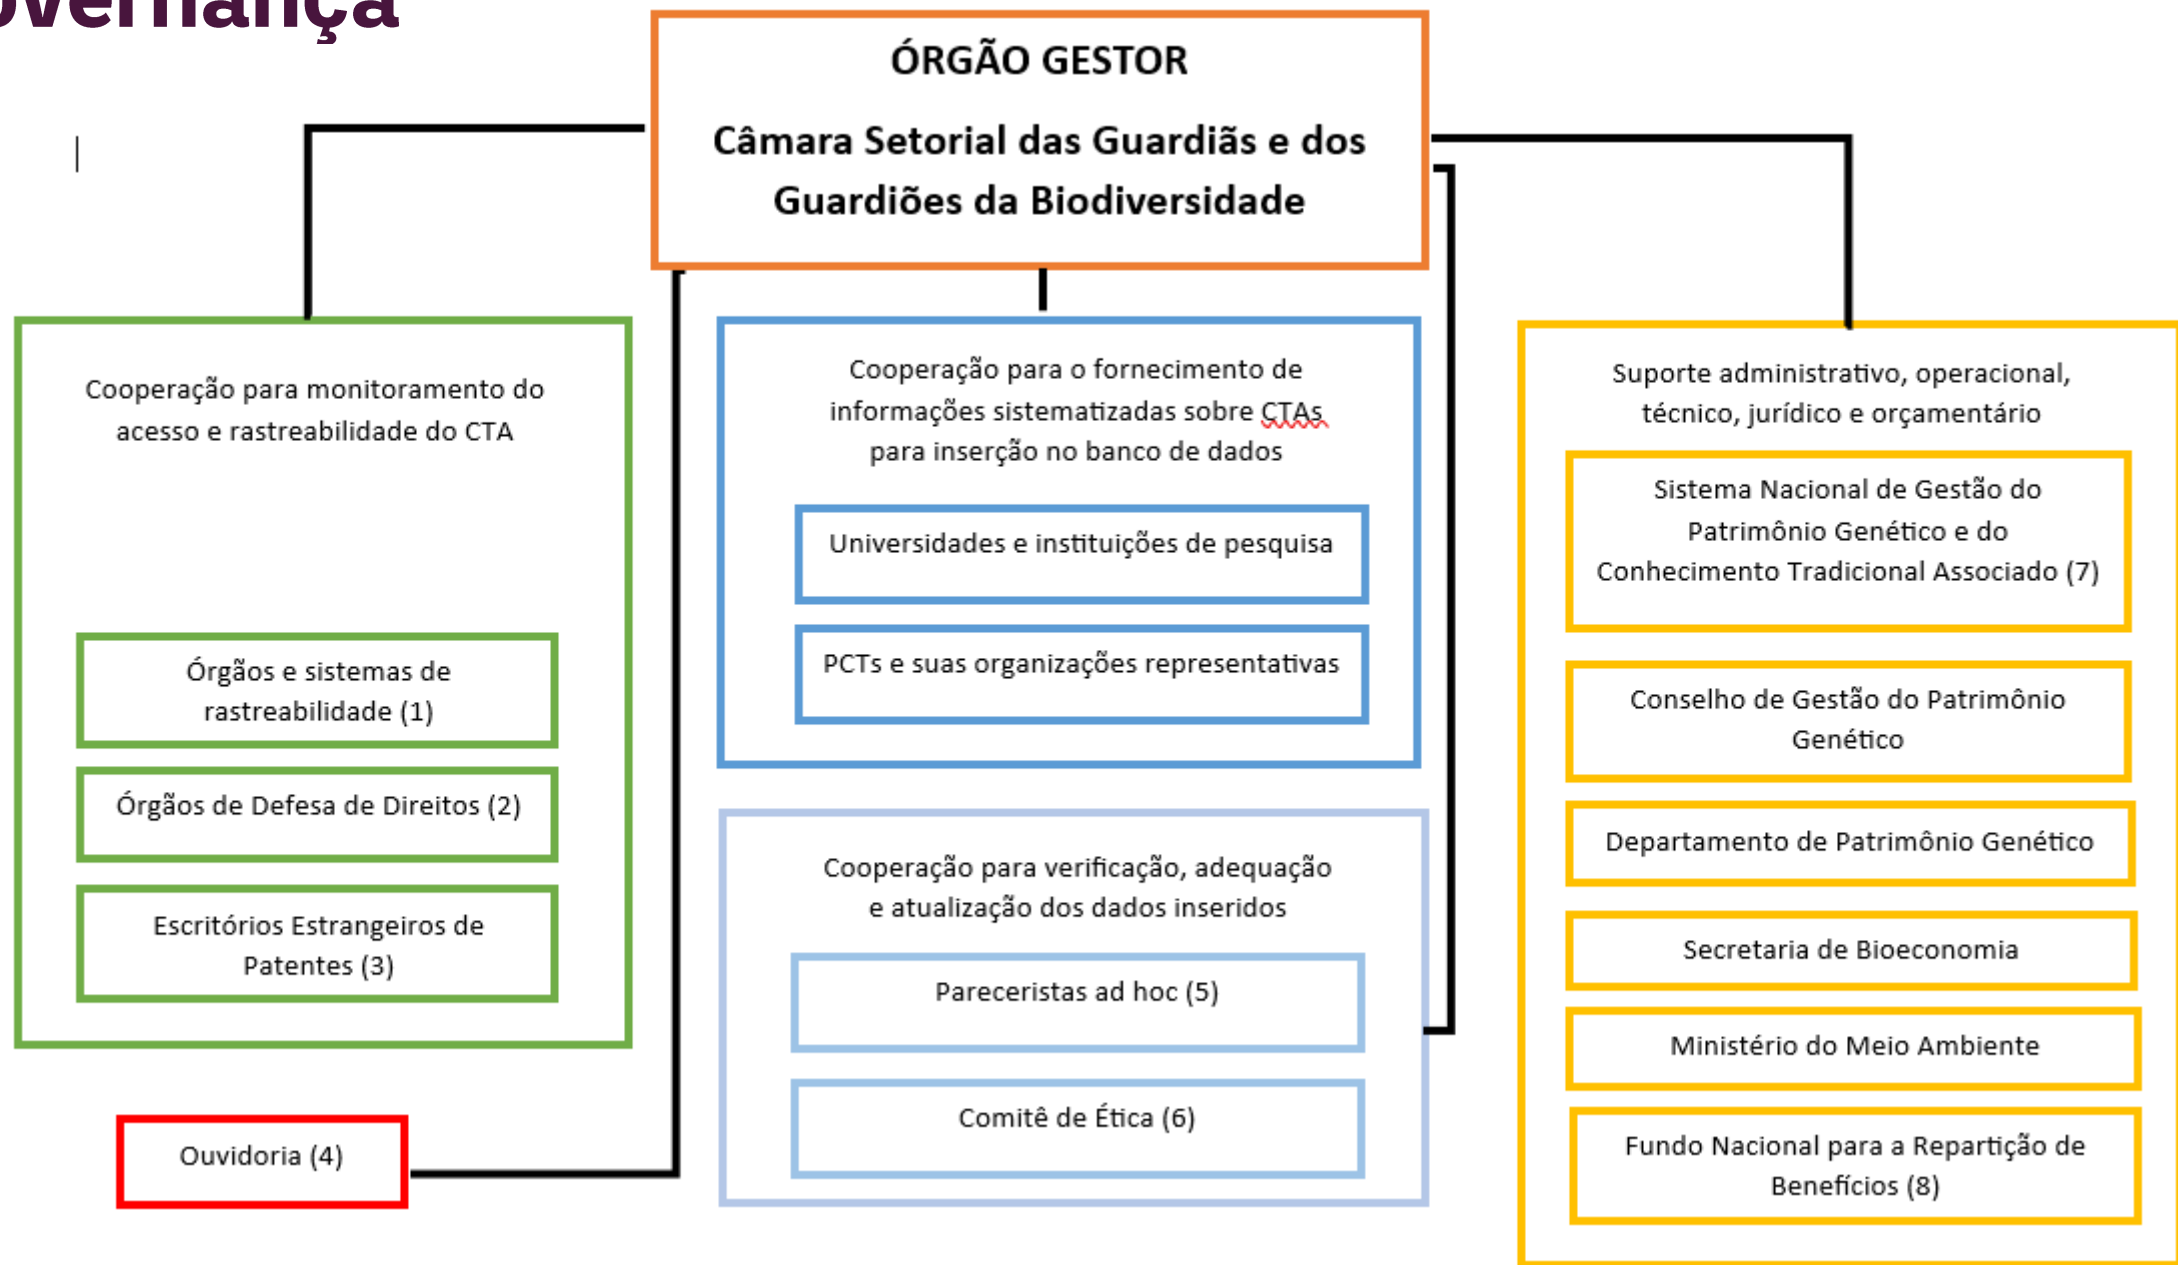 overnança
ÓRGÃO GESTOR
Câmara Setorial das Guardiãs e dos
Guardiões da Biodiversidade
Cooperação para monitoramento do
acesso e rastreabilidade do CTA
Órgãos e sistemas de
rastreabilidade (1)
Órgãos de Defesa de Direitos (2)
Escritórios Estrangeiros de
Patentes (3)
Ouvidoria (4)
Cooperação para o fornecimento de
informações sistematizadas sobre CTAs
para inserção no banco de dados
Universidades e instituições de pesquisa
PCTs e suas organizações representativas
Cooperação para verificação, adequação
e atualização dos dados inseridos
Pareceristas ad hoc (5)
Comitê de Ética (6)
Suporte administrativo, operacional,
técnico, jurídico e orçamentário
Sistema Nacional de Gestão do
Patrimônio Genético e do
Conhecimento Tradicional Associado (7)
Conselho de Gestão do Patrimônio
Genético
Departamento de Patrimônio Genético
Secretaria de Bioeconomia
Ministério do Meio Ambiente
Fundo Nacional para a Repartição de
Benefícios (8)